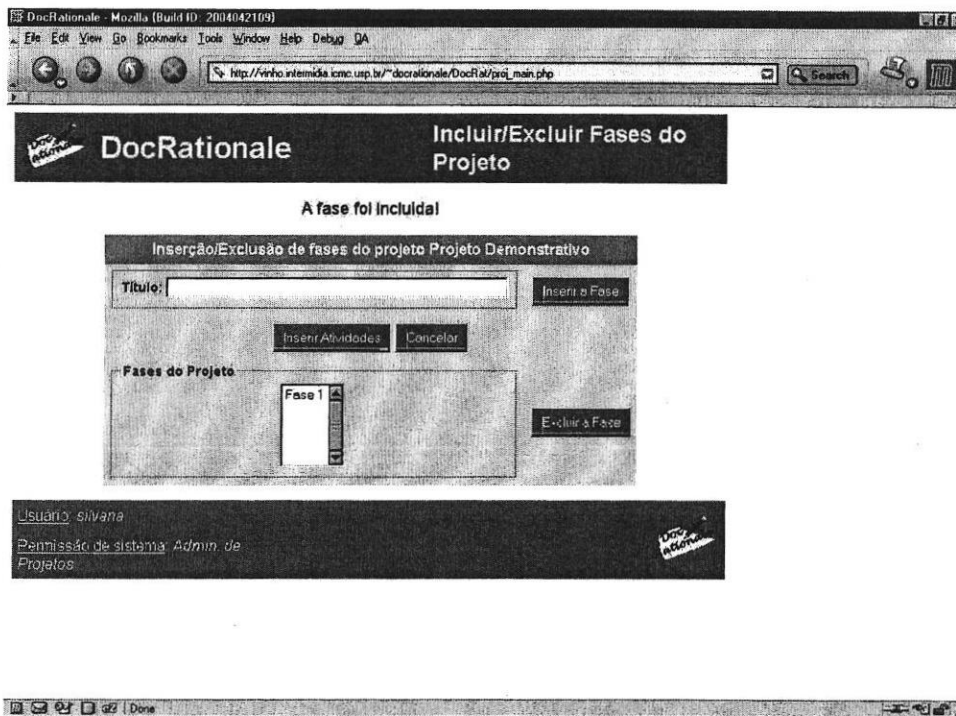 DocRationale - Mozilla {Build ID: 2004042109}
File Edit View Go Bookmarks Tools Window Help Debug QA
http://vinho.intermidia.icmc.usp.br/~docrationale/DocRat/proj_main.php Search
DocRationale
Incluir/Excluir Fases do
Projeto
A fase foi incluida!
Inserção/Exclusão de fases do projeto Projeto Demonstrativo
Título:
Inserir a Fase
Inserir Atividades Cancelar
Fases do Projeto
Fase 1
Excluir a Fase
Usuário: silvana
Permissão de sistema: Admin. de
Projetos
Done